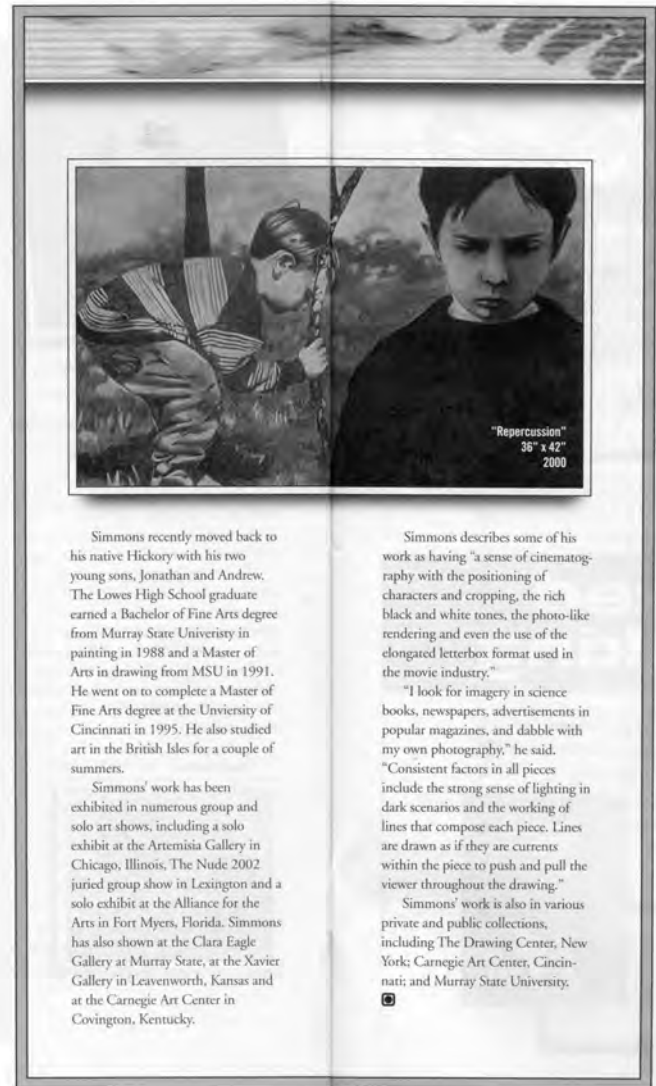 "Repercussion"
36" x 42"
2000
Simmons recently moved back to
his native Hickory with his two
young sons, Jonathan and Andrew.
The Lowes High School graduate
earned a Bachelor of Fine Arts degree
from Murray State Univeristy in
painting in 1988 and a Master of
Arts in drawing from MSU in 1991.
He went on to complete a Master of
Fine Arts degree at the Unviersity of
Cincinnati in 1995. He also studied
art in the British Isles for a couple of
summers.
Simmons' work has been
exhibited in numerous group and
solo art shows, including a solo
exhibit at the Artemisia Gallery in
Chicago, Illinois, The Nude 2002
juried group show in Lexington and a
solo exhibit at the Alliance for the
Arts in Fort Myers, Florida. Simmons
has also shown at the Clara Eagle
Gallery at Murray State, at the Xavier
Gallery in Leavenworth, Kansas and
at the Carnegie Art Center in
Covington, Kentucky.
Simmons describes some of his
work as having "a sense of cinematog-
raphy with the positioning of
characters and cropping, the rich
black and white tones, the photo-like
rendering and even the use of the
elongated letterbox format used in
the movie industry."
"I look for imagery in science
books, newspapers, advertisements in
popular magazines, and dabble with
my own photography," he said.
"Consistent factors in all pieces
include the strong sense of lighting in
dark scenarios and the working of
lines that compose each piece. Lines
are drawn as if they are currents
within the piece to push and pull the
viewer throughout the drawing."
Simmons' work is also in various
private and public collections,
including The Drawing Center, New
York; Carnegie Art Center, Cincin-
nati; and Murray State University.